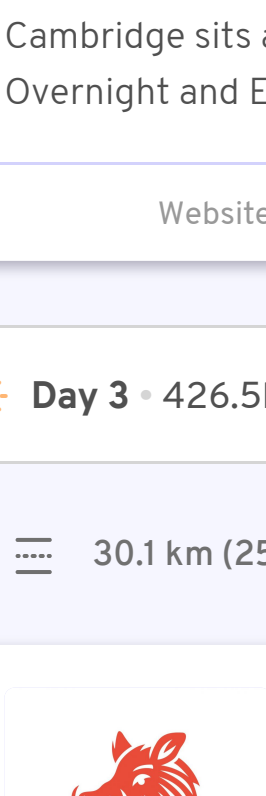 Cambridge sits
Overnight and E
Website
Day 3 • 426.5
30.1 km (25